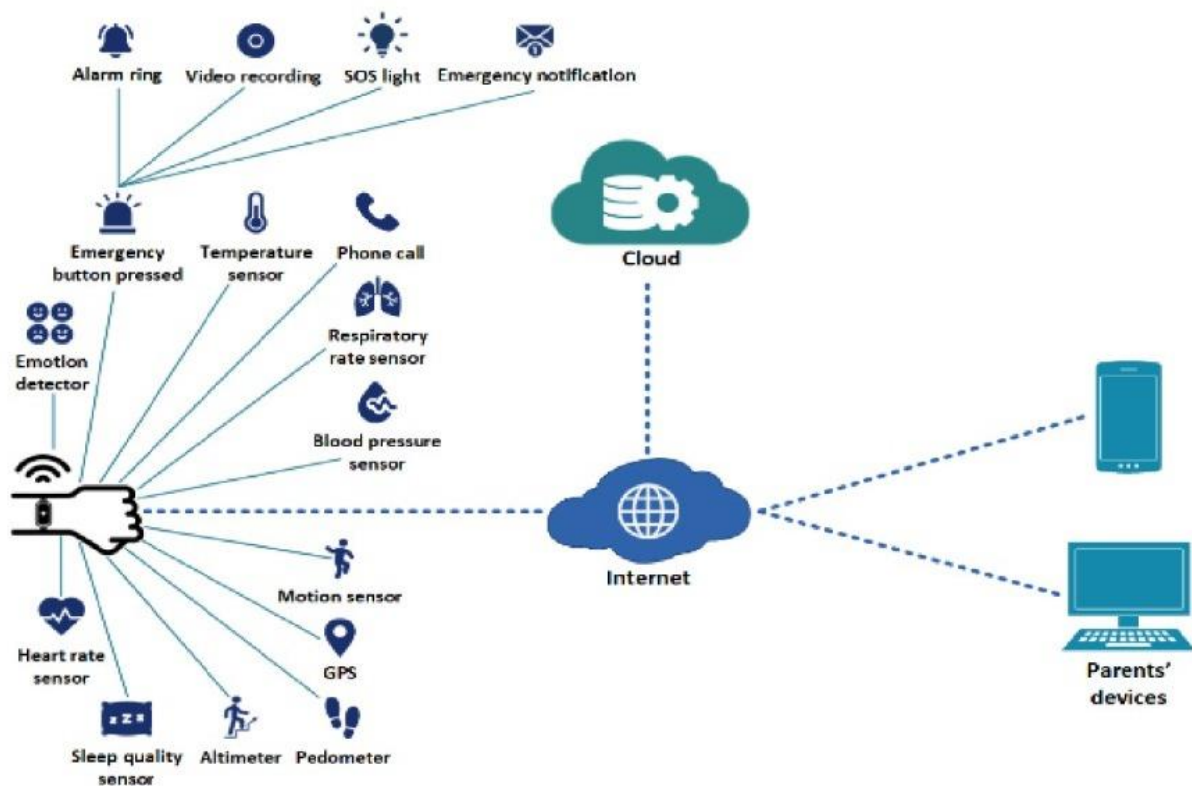 Alarm ring
Video recording
SOS light
Emergency notification
Emergency
button pressed
Temperature
sensor
Phone call
Cloud
Respiratory
rate sensor
Emotion
detector
Blood pressure
sensor
Internet
Motion sensor
Heart rate
sensor
GPS
Parents'
devices
z z z
Sleep quality
sensor
Altimeter
Pedometer